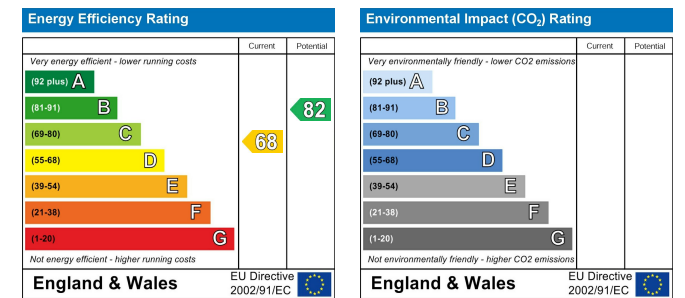 Energy Efficiency Rating
Current Potential
Very energy efficient - lower running costs
(92 plus) A
(81-91) B
82
(69-80) C
68
(55-68) D
(39-54) E
(21-38) F
(1-20) G
Not energy efficient - higher running costs
England & Wales
EU Directive
2002/91/EC
Environmental Impact (CO2) Rating
Current Potential
Very environmentally friendly - lower CO2 emissions
(92 plus) A
(81-91) B
(69-80) C
(55-68) D
(39-54) E
(21-38) F
(1-20) G
Not environmentally friendly - higher CO2 emissions
England & Wales
EU Directive
2002/91/EC